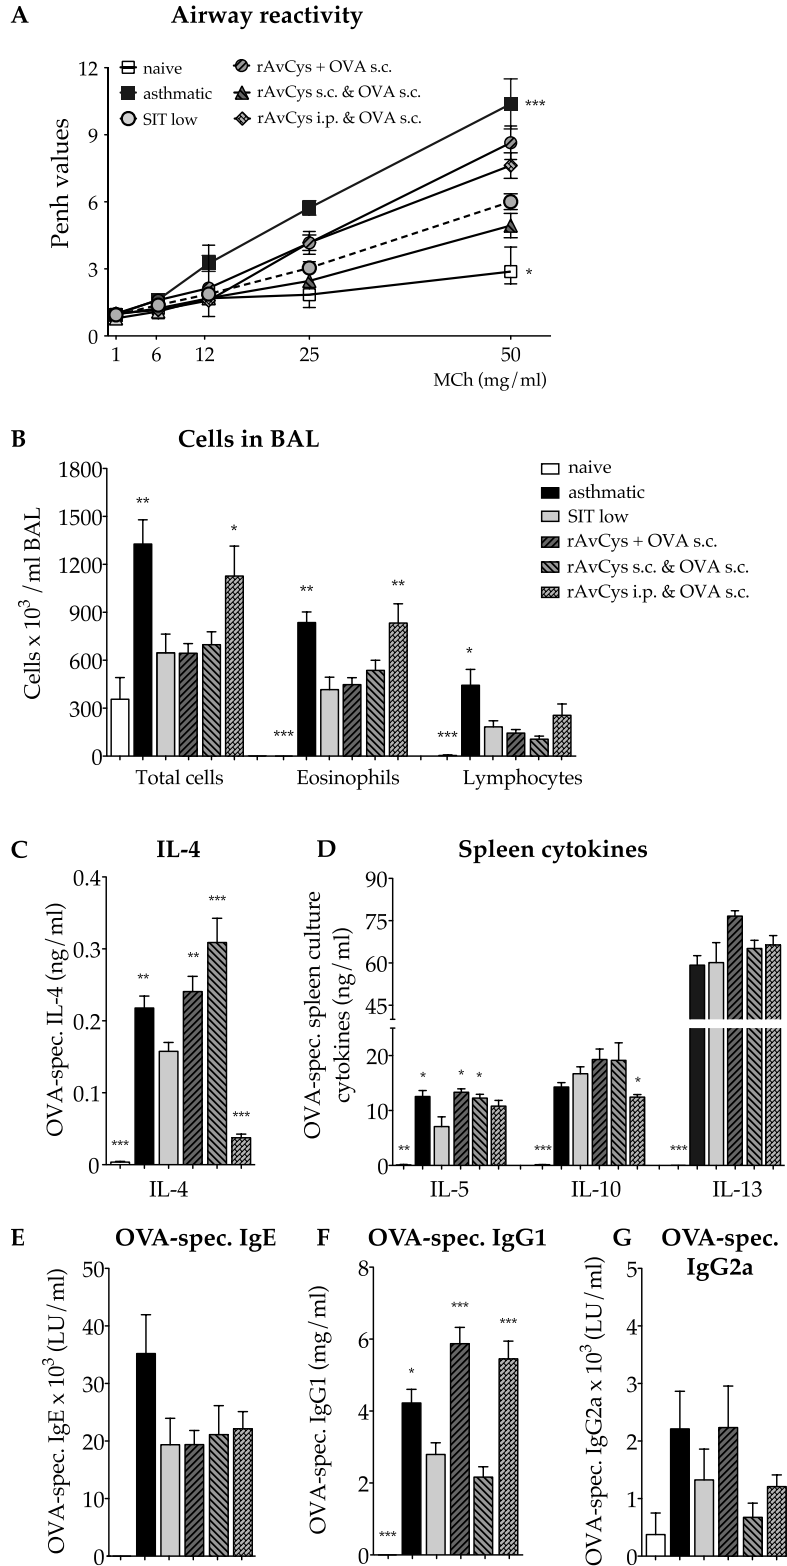 A Airway reactivity
naive
asthmatic
SIT low
rAvCys + OVA s.c.
rAvCys s.c. & OVA s.c.
rAvCys i.p. & OVA s.c.
Penh values
12
9
6
3
0
***
*
1 6 12 25 50
MCh (mg/ml)
B Cells in BAL
naive
asthmatic
SIT low
rAvCys + OVA s.c.
rAvCys s.c. & OVA s.c.
rAvCys i.p. & OVA s.c.
Cells x 10³ /ml BAL
1800
1500
1200
900
600
300
0
** * *** ** ** *** *
Total cells Eosinophils Lymphocytes
C IL-4
OVA-spec. IL-4 (ng/ml)
0.4
0.3
0.2
0.1
0
*** ** ** *** ***
IL-4
D Spleen cytokines
OVA-spec. spleen culture
cytokines (ng/ml)
90
75
60
45
20
10
0
** * * * *** * ***
IL-5 IL-10 IL-13
E OVA-spec. IgE
OVA-spec. IgE x 10³ (LU/ml)
50
40
30
20
10
0
F OVA-spec. IgG1
OVA-spec. IgG1 (mg/ml)
8
6
4
2
0
*** * *** ***
G OVA-spec.
IgG2a
OVA-spec. IgG2a x 10³ (LU/ml)
5
4
3
2
1
0